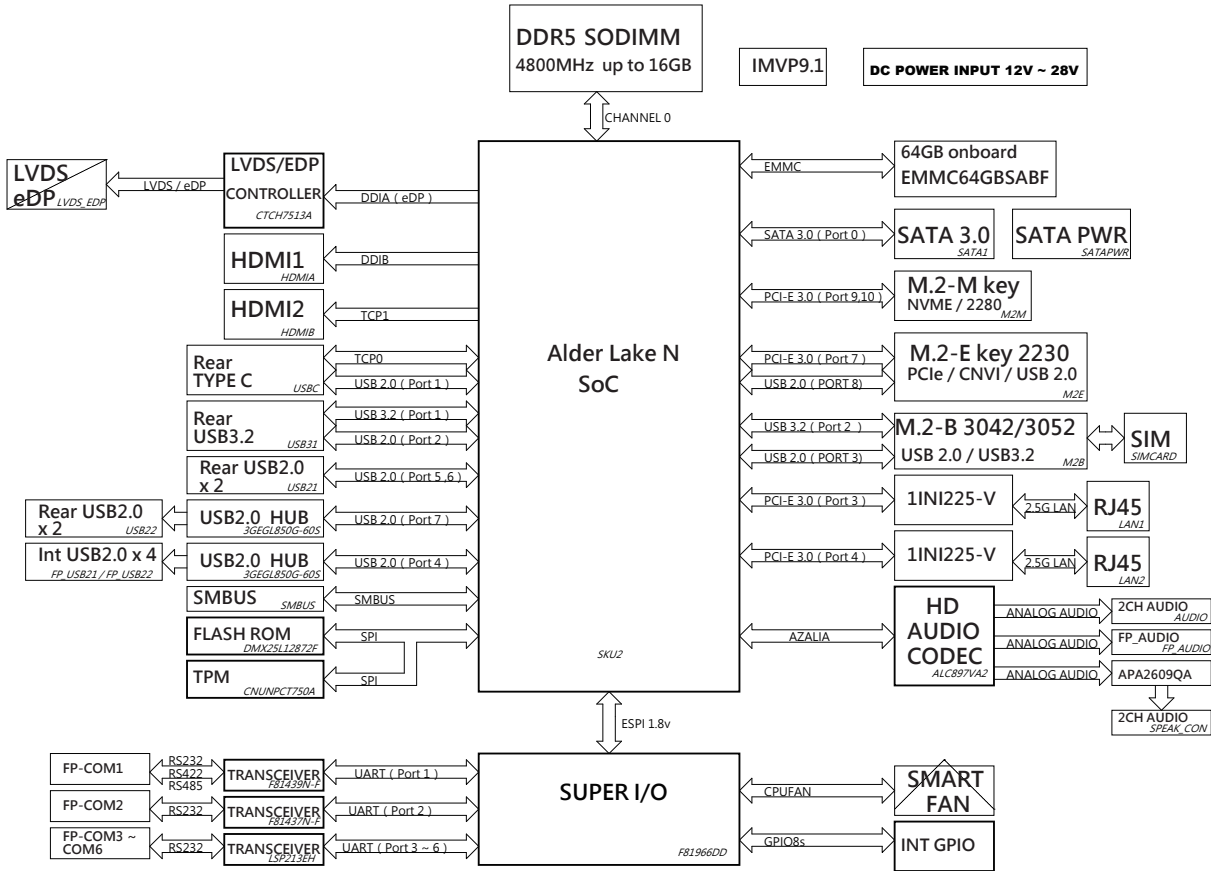 DDR5 SODIMM
4800MHz up to 16GB
IMVP9.1
DC POWER INPUT 12V ~ 28V
CHANNEL 0
LVDS
eDP
LVDS_EDP
LVDS / eDP
LVDS/EDP
CONTROLLER
CTCH7513A
DDIA ( eDP )
HDMI1
HDMIA
DDIB
HDMI2
HDMIB
TCP1
Rear
TYPE C
USBC
TCP0
USB 2.0 ( Port 1 )
Rear
USB3.2
USB31
USB 3.2 ( Port 1 )
USB 2.0 ( Port 2 )
Rear USB2.0
x 2
USB21
USB 2.0 ( Port 5,6 )
Rear USB2.0
x 2
USB22
USB2.0 HUB
3GEGL850G-60S
USB 2.0 ( Port 7 )
Int USB2.0 x 4
FP_USB21 / FP_USB22
USB2.0 HUB
3GEGL850G-60S
USB 2.0 ( Port 4 )
SMBUS
SMBUS
SMBUS
FLASH ROM
DMX25L12872F
SPI
TPM
CNUNPCT750A
SPI
Alder Lake N
SoC
SKU2
EMMC
64GB onboard
EMMC64GBSABF
SATA 3.0 ( Port 0 )
SATA 3.0
SATA1
SATA PWR
SATAPWR
PCI-E 3.0 ( Port 9,10 )
M.2-M key
NVME / 2280
M2M
PCI-E 3.0 ( Port 7 )
USB 2.0 ( PORT 8)
M.2-E key 2230
PCIe / CNVI / USB 2.0
M2E
USB 3.2 ( Port 2 )
USB 2.0 ( PORT 3)
M.2-B 3042/3052
USB 2.0 / USB3.2
M2B
SIM
SIMCARD
PCI-E 3.0 ( Port 3 )
1INI225-V
2.5G LAN
RJ45
LAN1
PCI-E 3.0 ( Port 4 )
1INI225-V
2.5G LAN
RJ45
LAN2
AZALIA
HD
AUDIO
CODEC
ALC897VA2
ANALOG AUDIO
2CH AUDIO
AUDIO
ANALOG AUDIO
FP_AUDIO
FP_AUDIO
ANALOG AUDIO
APA2609QA
2CH AUDIO
SPEAK_CON
ESPI 1.8v
FP-COM1
RS232
RS422
RS485
TRANSCEIVER
F81439N-F
UART ( Port 1 )
FP-COM2
RS232
TRANSCEIVER
F81437N-F
UART ( Port 2 )
FP-COM3 ~
COM6
RS232
TRANSCEIVER
LSP213EH
UART ( Port 3 ~ 6 )
SUPER I/O
F81966DD
CPUFAN
SMART
FAN
GPIO8s
INT GPIO